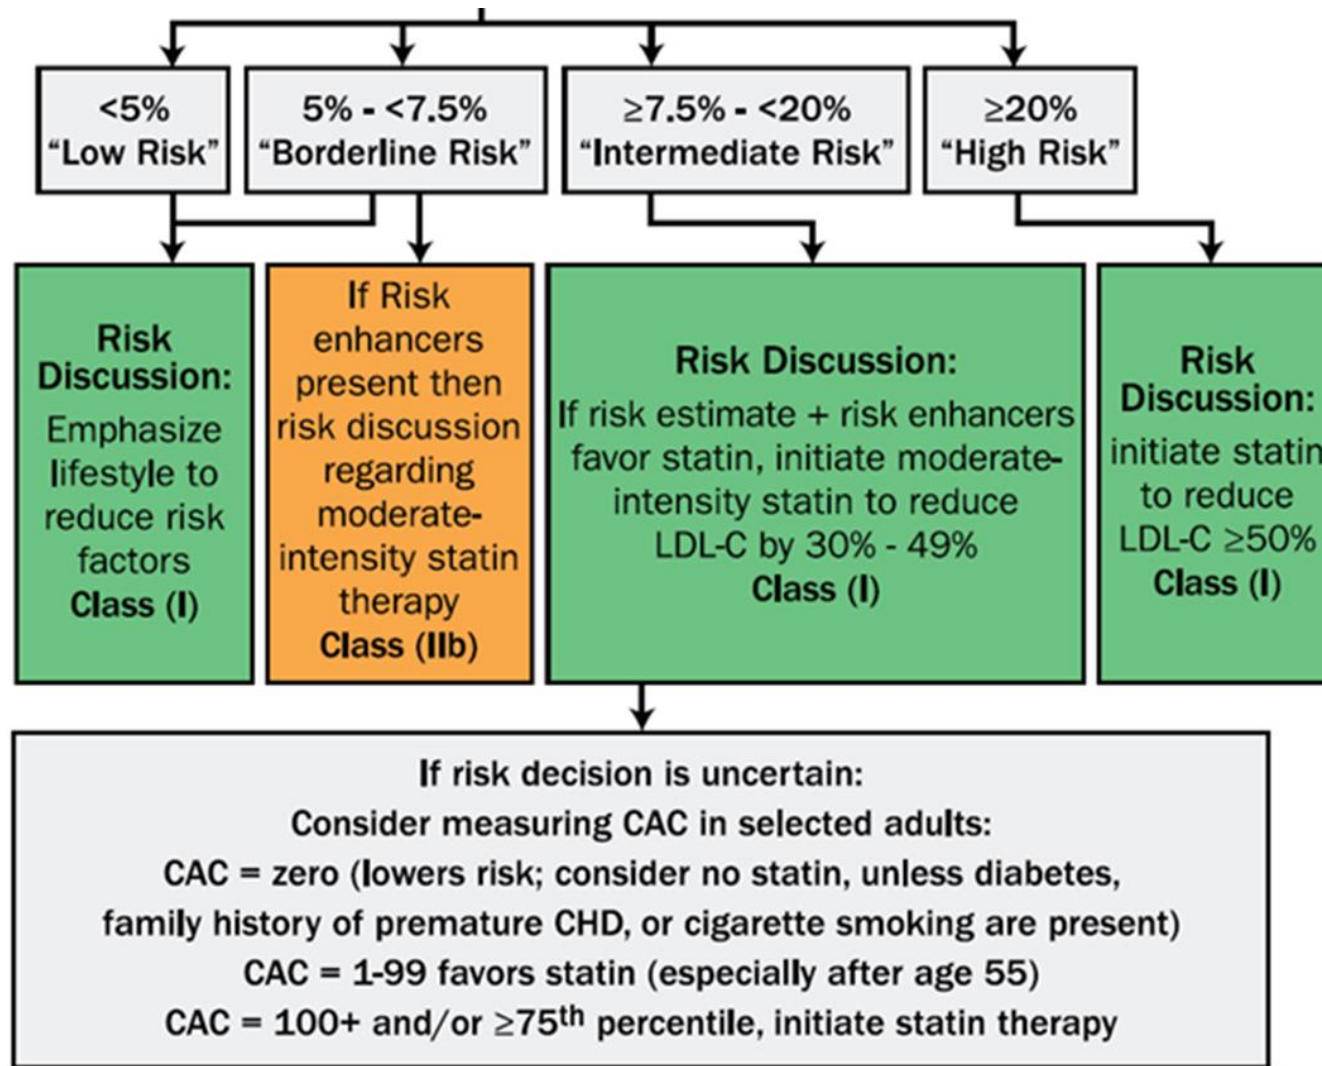 <5%
“Low Risk”
5% - <7.5%
“Borderline Risk”
≥7.5% - <20%
“Intermediate Risk”
≥20%
“High Risk”
Risk
Discussion:
Emphasize
lifestyle to
reduce risk
factors
Class (I)
If Risk
enhancers
present then
risk discussion
regarding
moderate-
intensity statin
therapy
Class (IIb)
Risk Discussion:
If risk estimate + risk enhancers
favor statin, initiate moderate-
intensity statin to reduce
LDL-C by 30% - 49%
Class (I)
Risk
Discussion:
initiate statin
to reduce
LDL-C ≥50%
Class (I)
If risk decision is uncertain:
Consider measuring CAC in selected adults:
CAC = zero (lowers risk; consider no statin, unless diabetes,
family history of premature CHD, or cigarette smoking are present)
CAC = 1-99 favors statin (especially after age 55)
CAC = 100+ and/or ≥75th percentile, initiate statin therapy